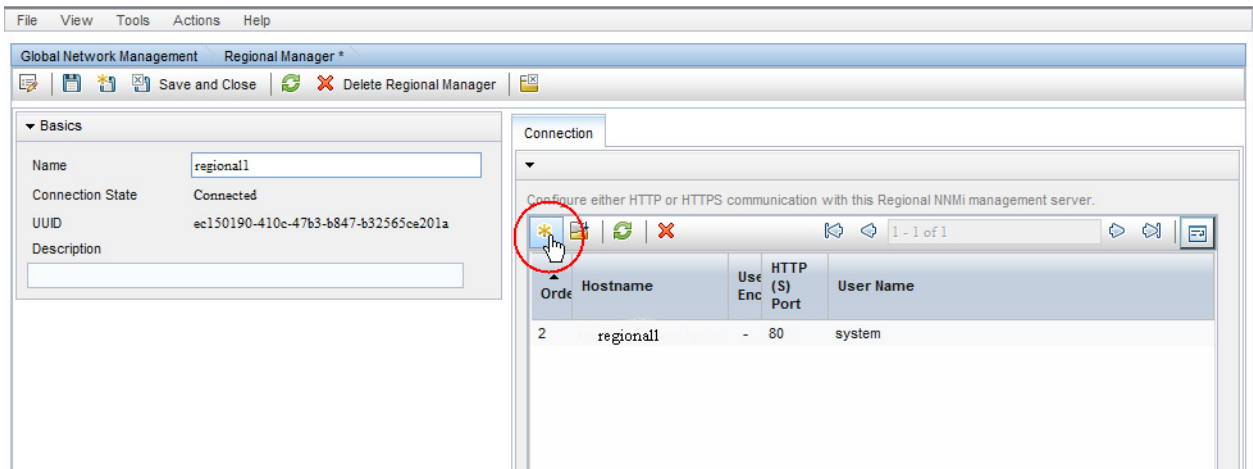 File View Tools Actions Help
Global Network Management Regional Manager *
Save and Close Delete Regional Manager
Basics
Name regional1
Connection State Connected
UUID ec150190-410c-47b3-b847-b32565ce201a
Description
Connection
Configure either HTTP or HTTPS communication with this Regional NNMi management server.
1 - 1 of 1
Orde Hostname Use Enc HTTP (S) Port User Name
2 regional1 - 80 system